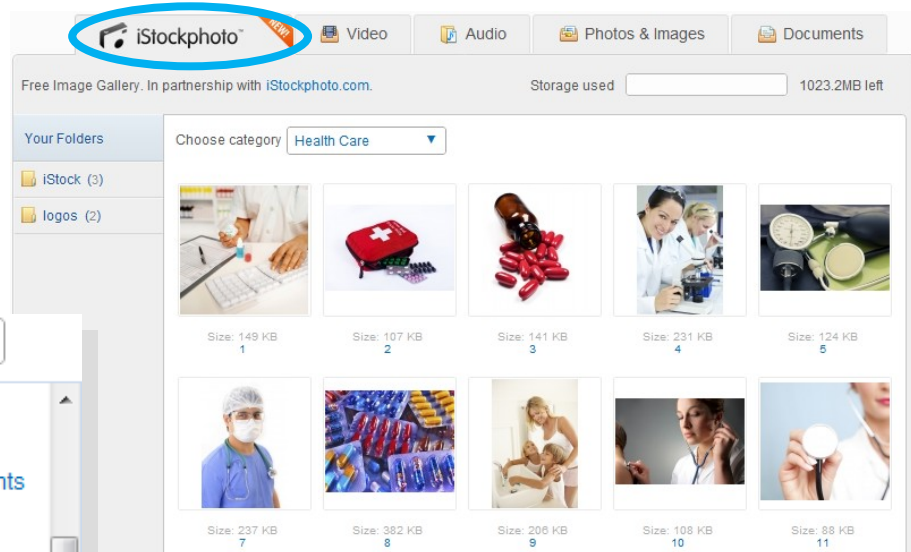 iStockphoto™ NEW! Video Audio Photos & Images Documents
Free Image Gallery. In partnership with iStockphoto.com. Storage used 1023.2MB left
Your Folders
iStock (3)
logos (2)
Choose category Health Care
Size: 149 KB Size: 107 KB Size: 141 KB Size: 231 KB Size: 124 KB
1 2 3 4 5
Size: 237 KB Size: 382 KB Size: 206 KB Size: 108 KB Size: 88 KB
7 8 9 10 11
nts